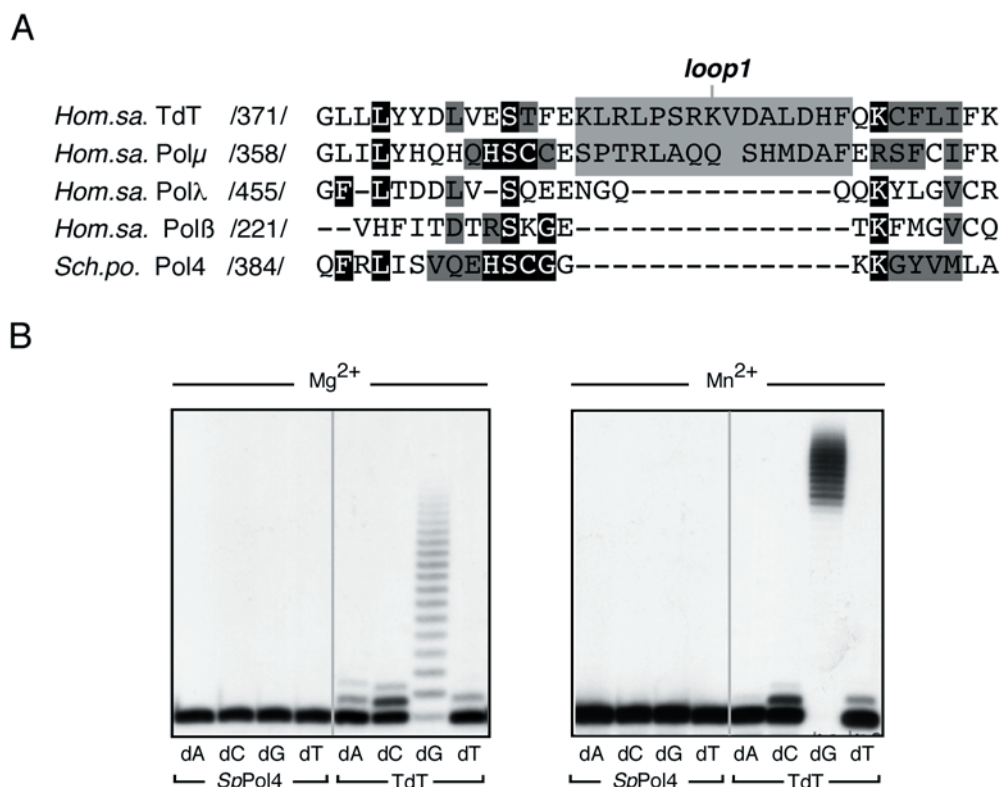 A
loop1
Hom.sa. TdT /371/ GLLLYYDLVESTFEKLRLPSRKVDALDHFQKCFLIFK
Hom.sa. Polμ /358/ GLILYHQHQHSCCESPTRLAQQ SHMDAFERSFCIFR
Hom.sa. Polλ /455/ GF-LTDDLV-SQEENGQ-----------QQKYLGVCR
Hom.sa. Polß /221/ --VHFITDTRSKGE---------------TKFMGVCQ
Sch.po. Pol4 /384/ QFRLISVQEHSCGG---------------KKGYVMLA
B
Mg2+ Mn2+
dA dC dG dT dA dC dG dT dA dC dG dT dA dC dG dT
SpPol4 TdT SpPol4 TdT